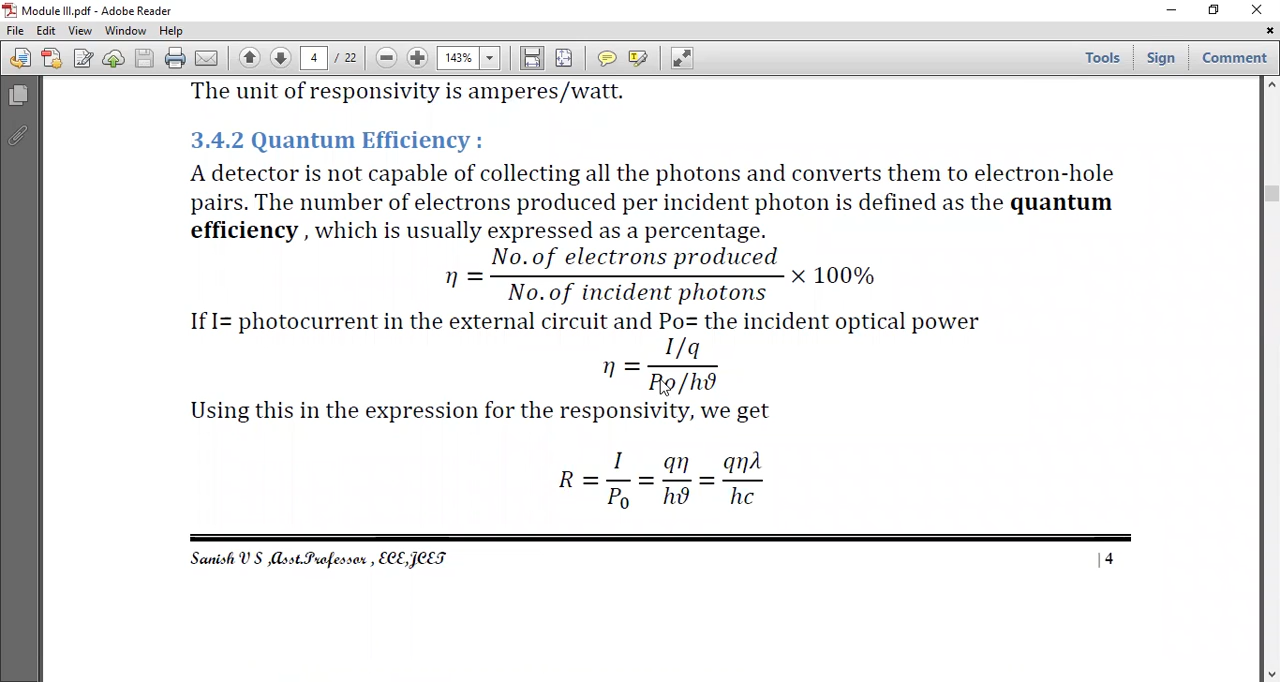 Module III.pdf - Adobe Reader
File Edit View Window Help
4 / 22 143% Tools Sign Comment
The unit of responsivity is amperes/watt.
3.4.2 Quantum Efficiency :
A detector is not capable of collecting all the photons and converts them to electron-hole
pairs. The number of electrons produced per incident photon is defined as the quantum
efficiency , which is usually expressed as a percentage.
η = No. of electrons produced / No. of incident photons × 100%
If I= photocurrent in the external circuit and Po= the incident optical power
η = I/q / Po/hϑ
Using this in the expression for the responsivity, we get
R = I / P₀ = qη / hϑ = qηλ / hc
Sanish V S ,Asst.Professor , ECE,JCET |4